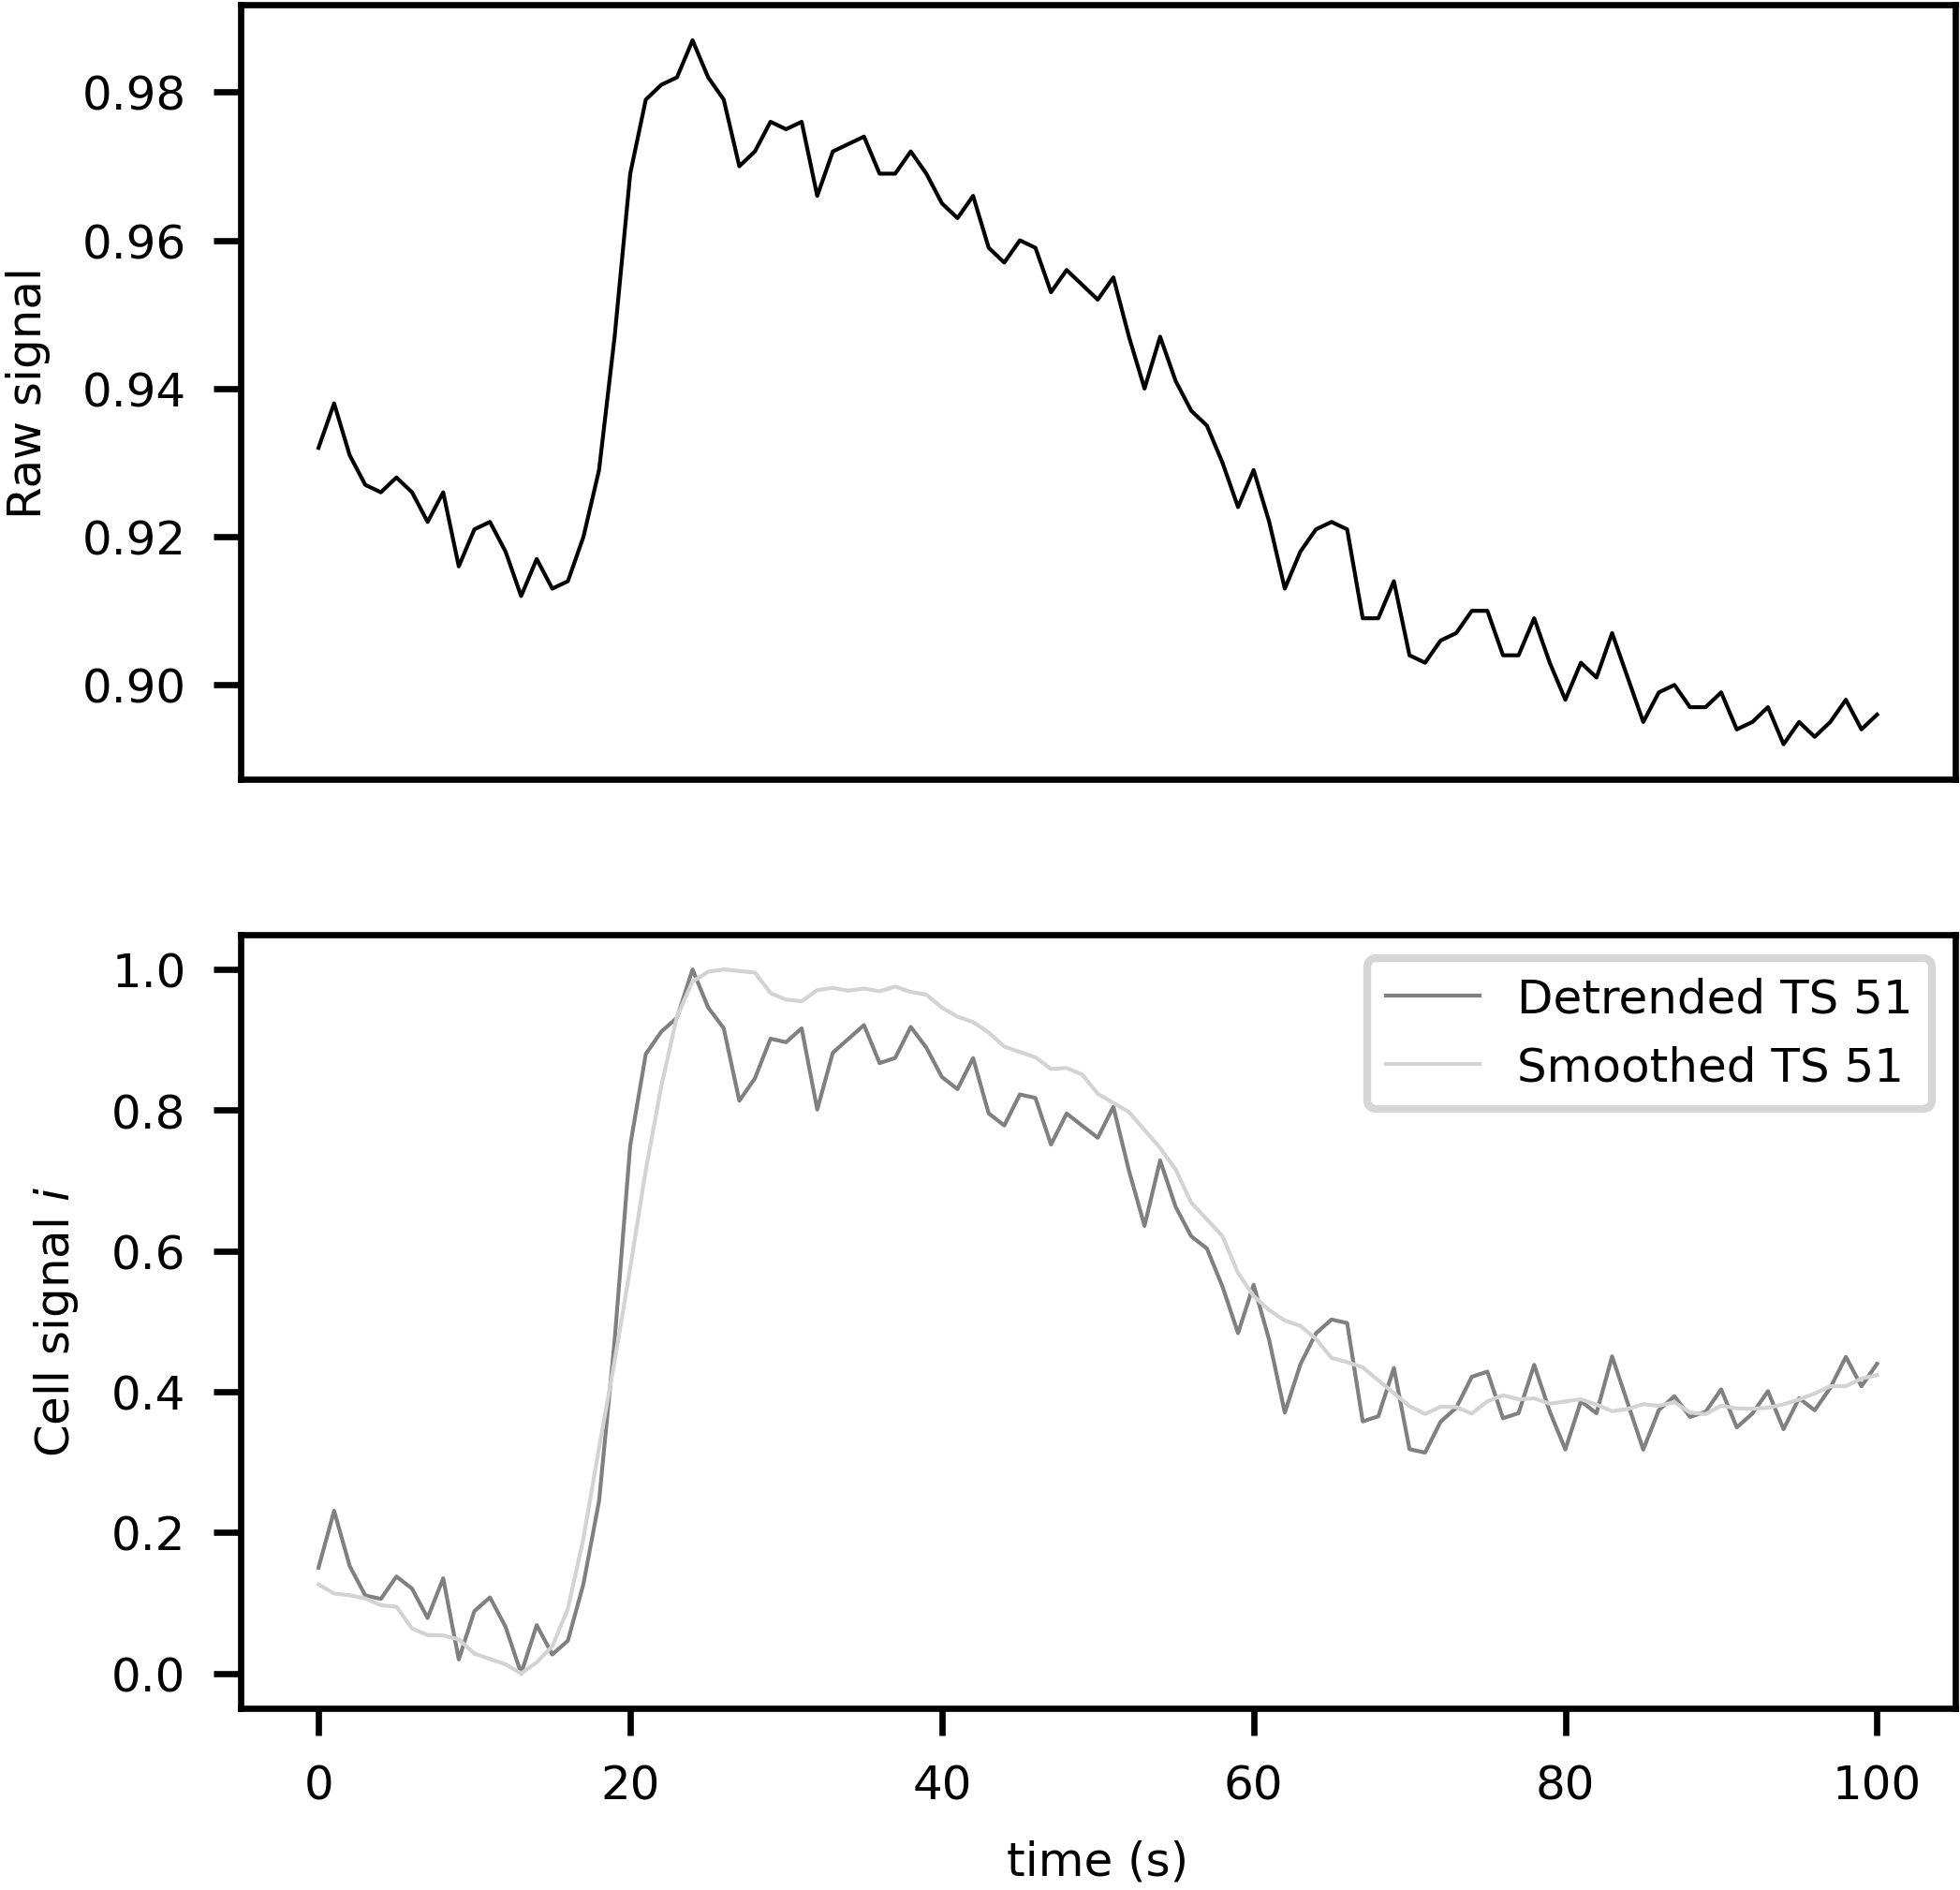 Raw signal
0.98
0.96
0.94
0.92
0.90
Cell signal i
1.0
0.8
0.6
0.4
0.2
0.0
Detrended TS 51
Smoothed TS 51
0 20 40 60 80 100
time (s)